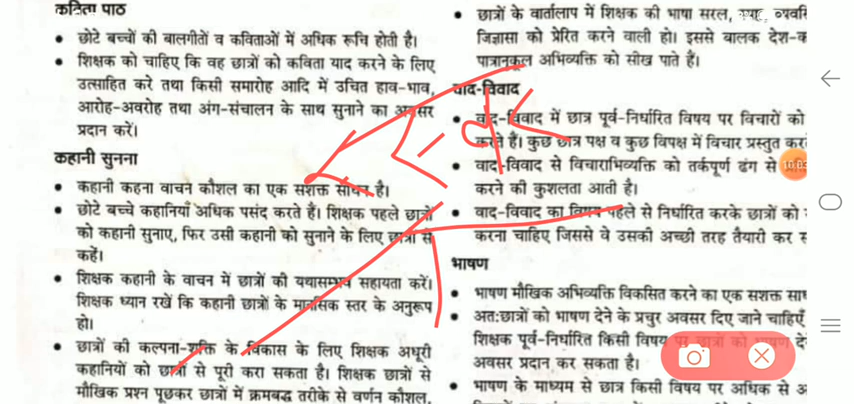 कविता पाठ
• छोटे बच्चों की बालगीतों व कविताओं में अधिक रूचि होती है।
• शिक्षक को चाहिए कि वह छात्रों को कविता याद करने के लिए
उत्साहित करे तथा किसी समारोह आदि में उचित हाव-भाव,
आरोह-अवरोह तथा अंग-संचालन के साथ सुनाने का अवसर
प्रदान करें।
कहानी सुनना
• कहानी कहना वाचन कौशल का एक सशक्त साधन है।
• छोटे बच्चे कहानियाँ अधिक पसंद करते हैं। शिक्षक पहले छात्रों
को कहानी सुनाए, फिर उसी कहानी को सुनाने के लिए छात्रों से
कहें।
• शिक्षक कहानी के वाचन में छात्रों की यथासम्भव सहायता करें।
शिक्षक ध्यान रखें कि कहानी छात्रों के मानसिक स्तर के अनुरूप
हो।
• छात्रों की कल्पना-शक्ति के विकास के लिए शिक्षक अधूरी
कहानियों को छात्रों से पूरी करा सकता है। शिक्षक छात्रों से
मौखिक प्रश्न पूछकर छात्रों में क्रमबद्ध तरीके से वर्णन कौशल,
• छात्रों के वार्तालाप में शिक्षक की भाषा सरल,
जिज्ञासा को प्रेरित करने वाली हो। इससे बालक देश-क
पात्रानुकूल अभिव्यक्ति को सीख पाते हैं।
वाद-विवाद
• वाद-विवाद में छात्र पूर्व-निर्धारित विषय पर विचारों को
करते हैं। कुछ छात्र पक्ष व कुछ विपक्ष में विचार प्रस्तुत कर
• वाद-विवाद से विचाराभिव्यक्ति को तर्कपूर्ण ढंग से
करने की कुशलता आती है।
• वाद-विवाद का विषय पहले से निर्धारित करके छात्रों को
करना चाहिए जिससे वे उसकी अच्छी तरह तैयारी कर स
भाषण
• भाषण मौखिक अभिव्यक्ति विकसित करने का एक सशक्त साध
• अतः छात्रों को भाषण देने के प्रचुर अवसर दिए जाने चाहिएँ
शिक्षक पूर्व-निर्धारित किसी विषय पर छात्रों को दे
अवसर प्रदान कर सकता है।
• भाषण के माध्यम से छात्र किसी विषय पर अधिक से अ